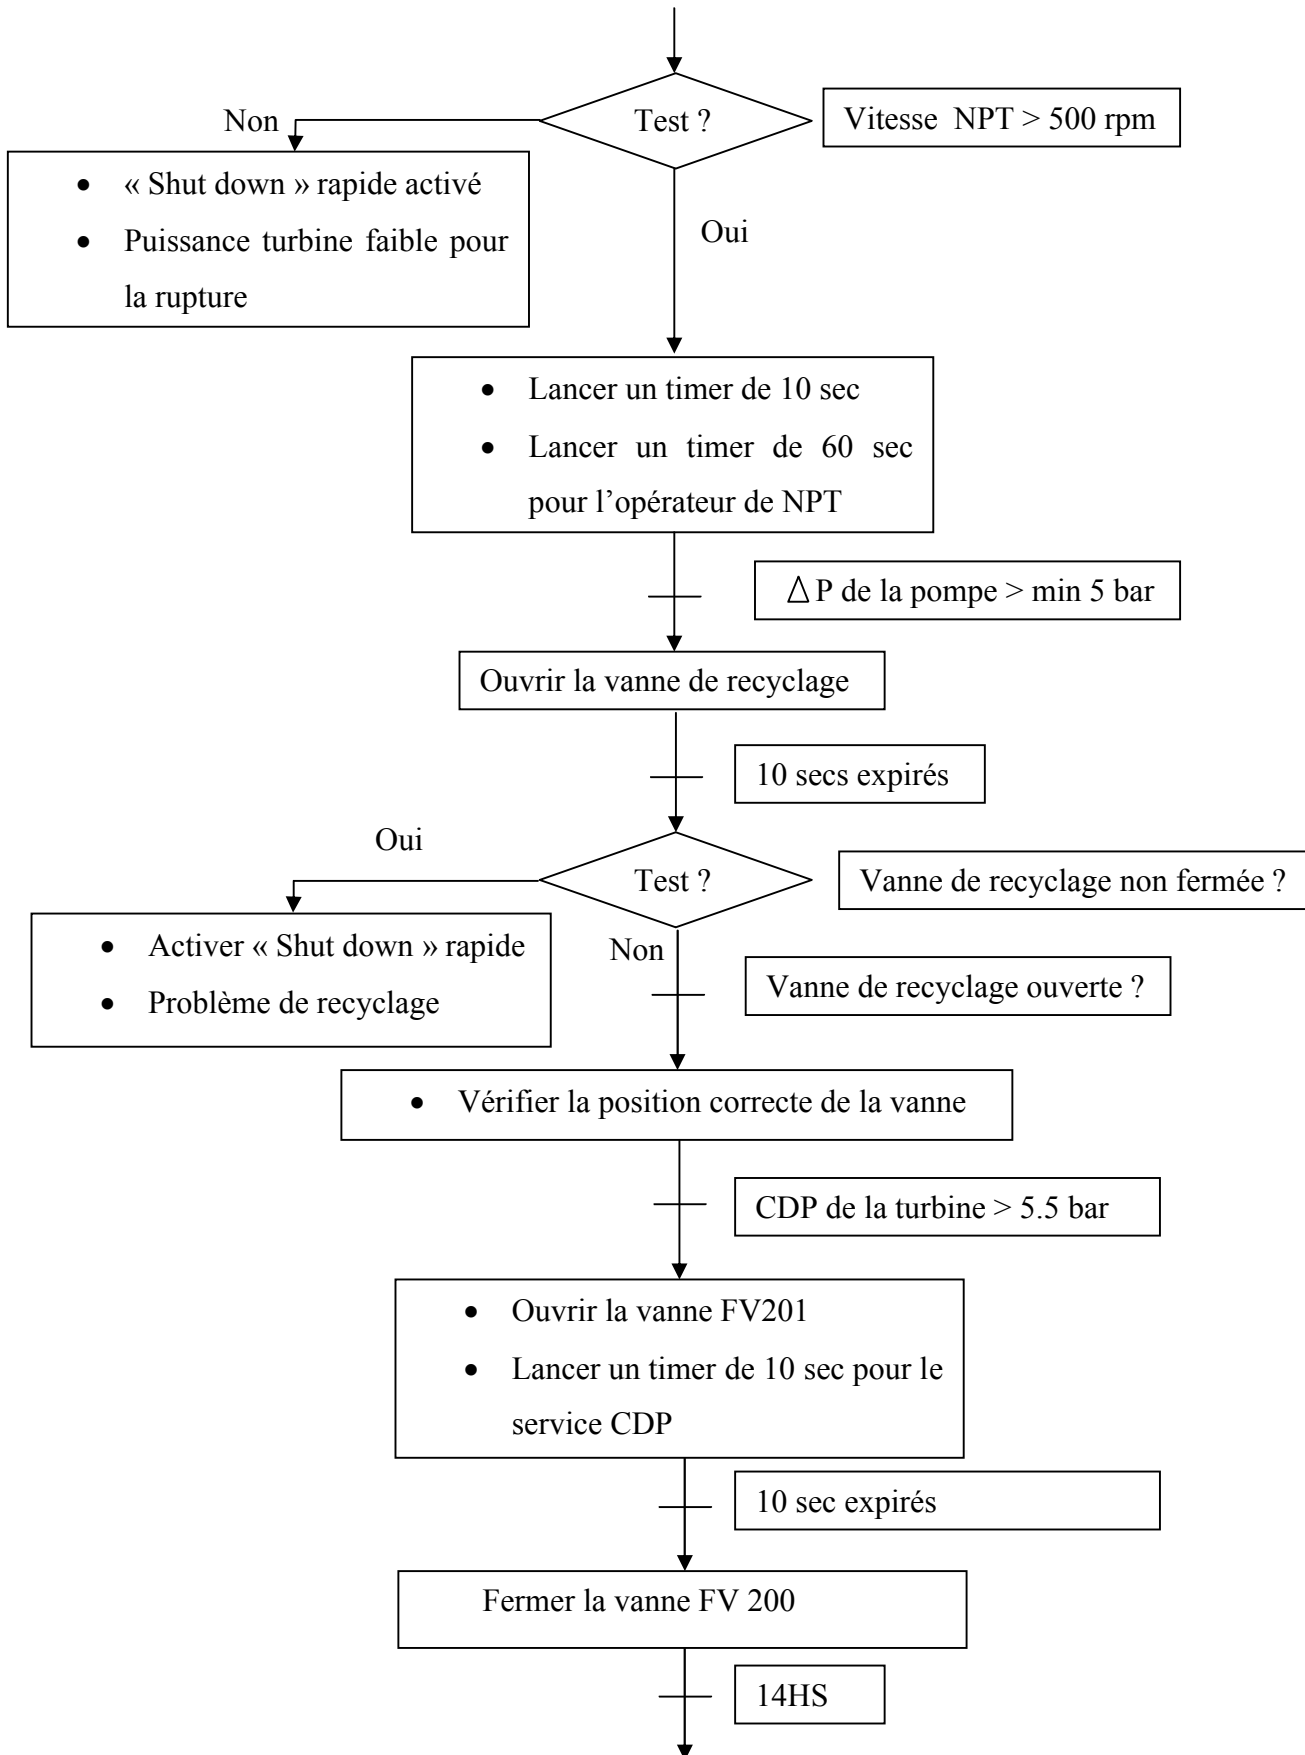 Test ?
Vitesse NPT > 500 rpm
Non
• « Shut down » rapide activé
• Puissance turbine faible pour
la rupture
Oui
• Lancer un timer de 10 sec
• Lancer un timer de 60 sec
pour l’opérateur de NPT
△ P de la pompe > min 5 bar
Ouvrir la vanne de recyclage
10 secs expirés
Oui
Test ?
Vanne de recyclage non fermée ?
• Activer « Shut down » rapide
• Problème de recyclage
Non
Vanne de recyclage ouverte ?
• Vérifier la position correcte de la vanne
CDP de la turbine > 5.5 bar
• Ouvrir la vanne FV201
• Lancer un timer de 10 sec pour le
service CDP
10 sec expirés
Fermer la vanne FV 200
14HS